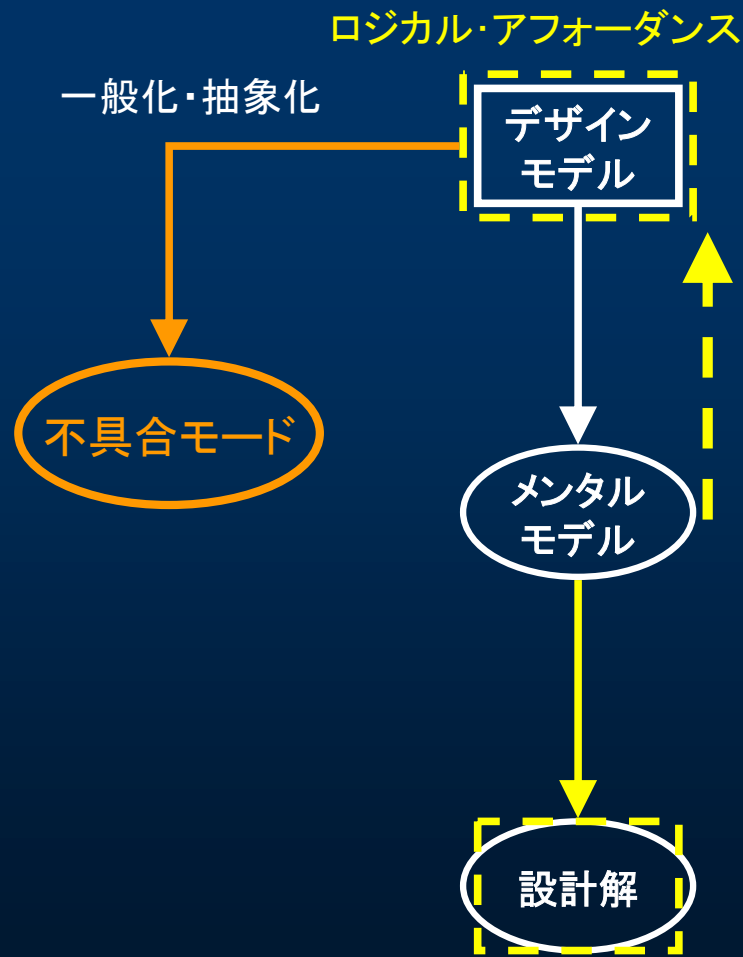 ロジカル・アフォーダンス
一般化・抽象化
デザイン
モデル
不具合モード
メンタル
モデル
設計解